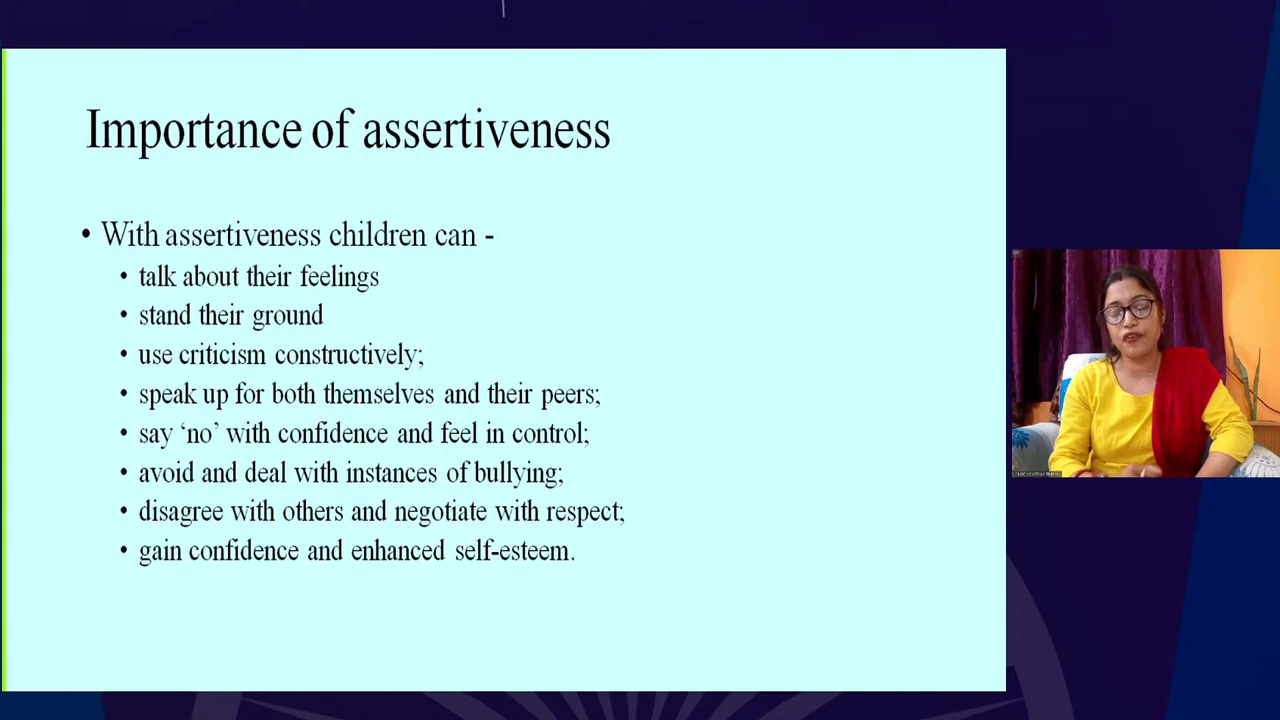 Importance of assertiveness
• With assertiveness children can -
• talk about their feelings
• stand their ground
• use criticism constructively;
• speak up for both themselves and their peers;
• say ‘no’ with confidence and feel in control;
• avoid and deal with instances of bullying;
• disagree with others and negotiate with respect;
• gain confidence and enhanced self-esteem.